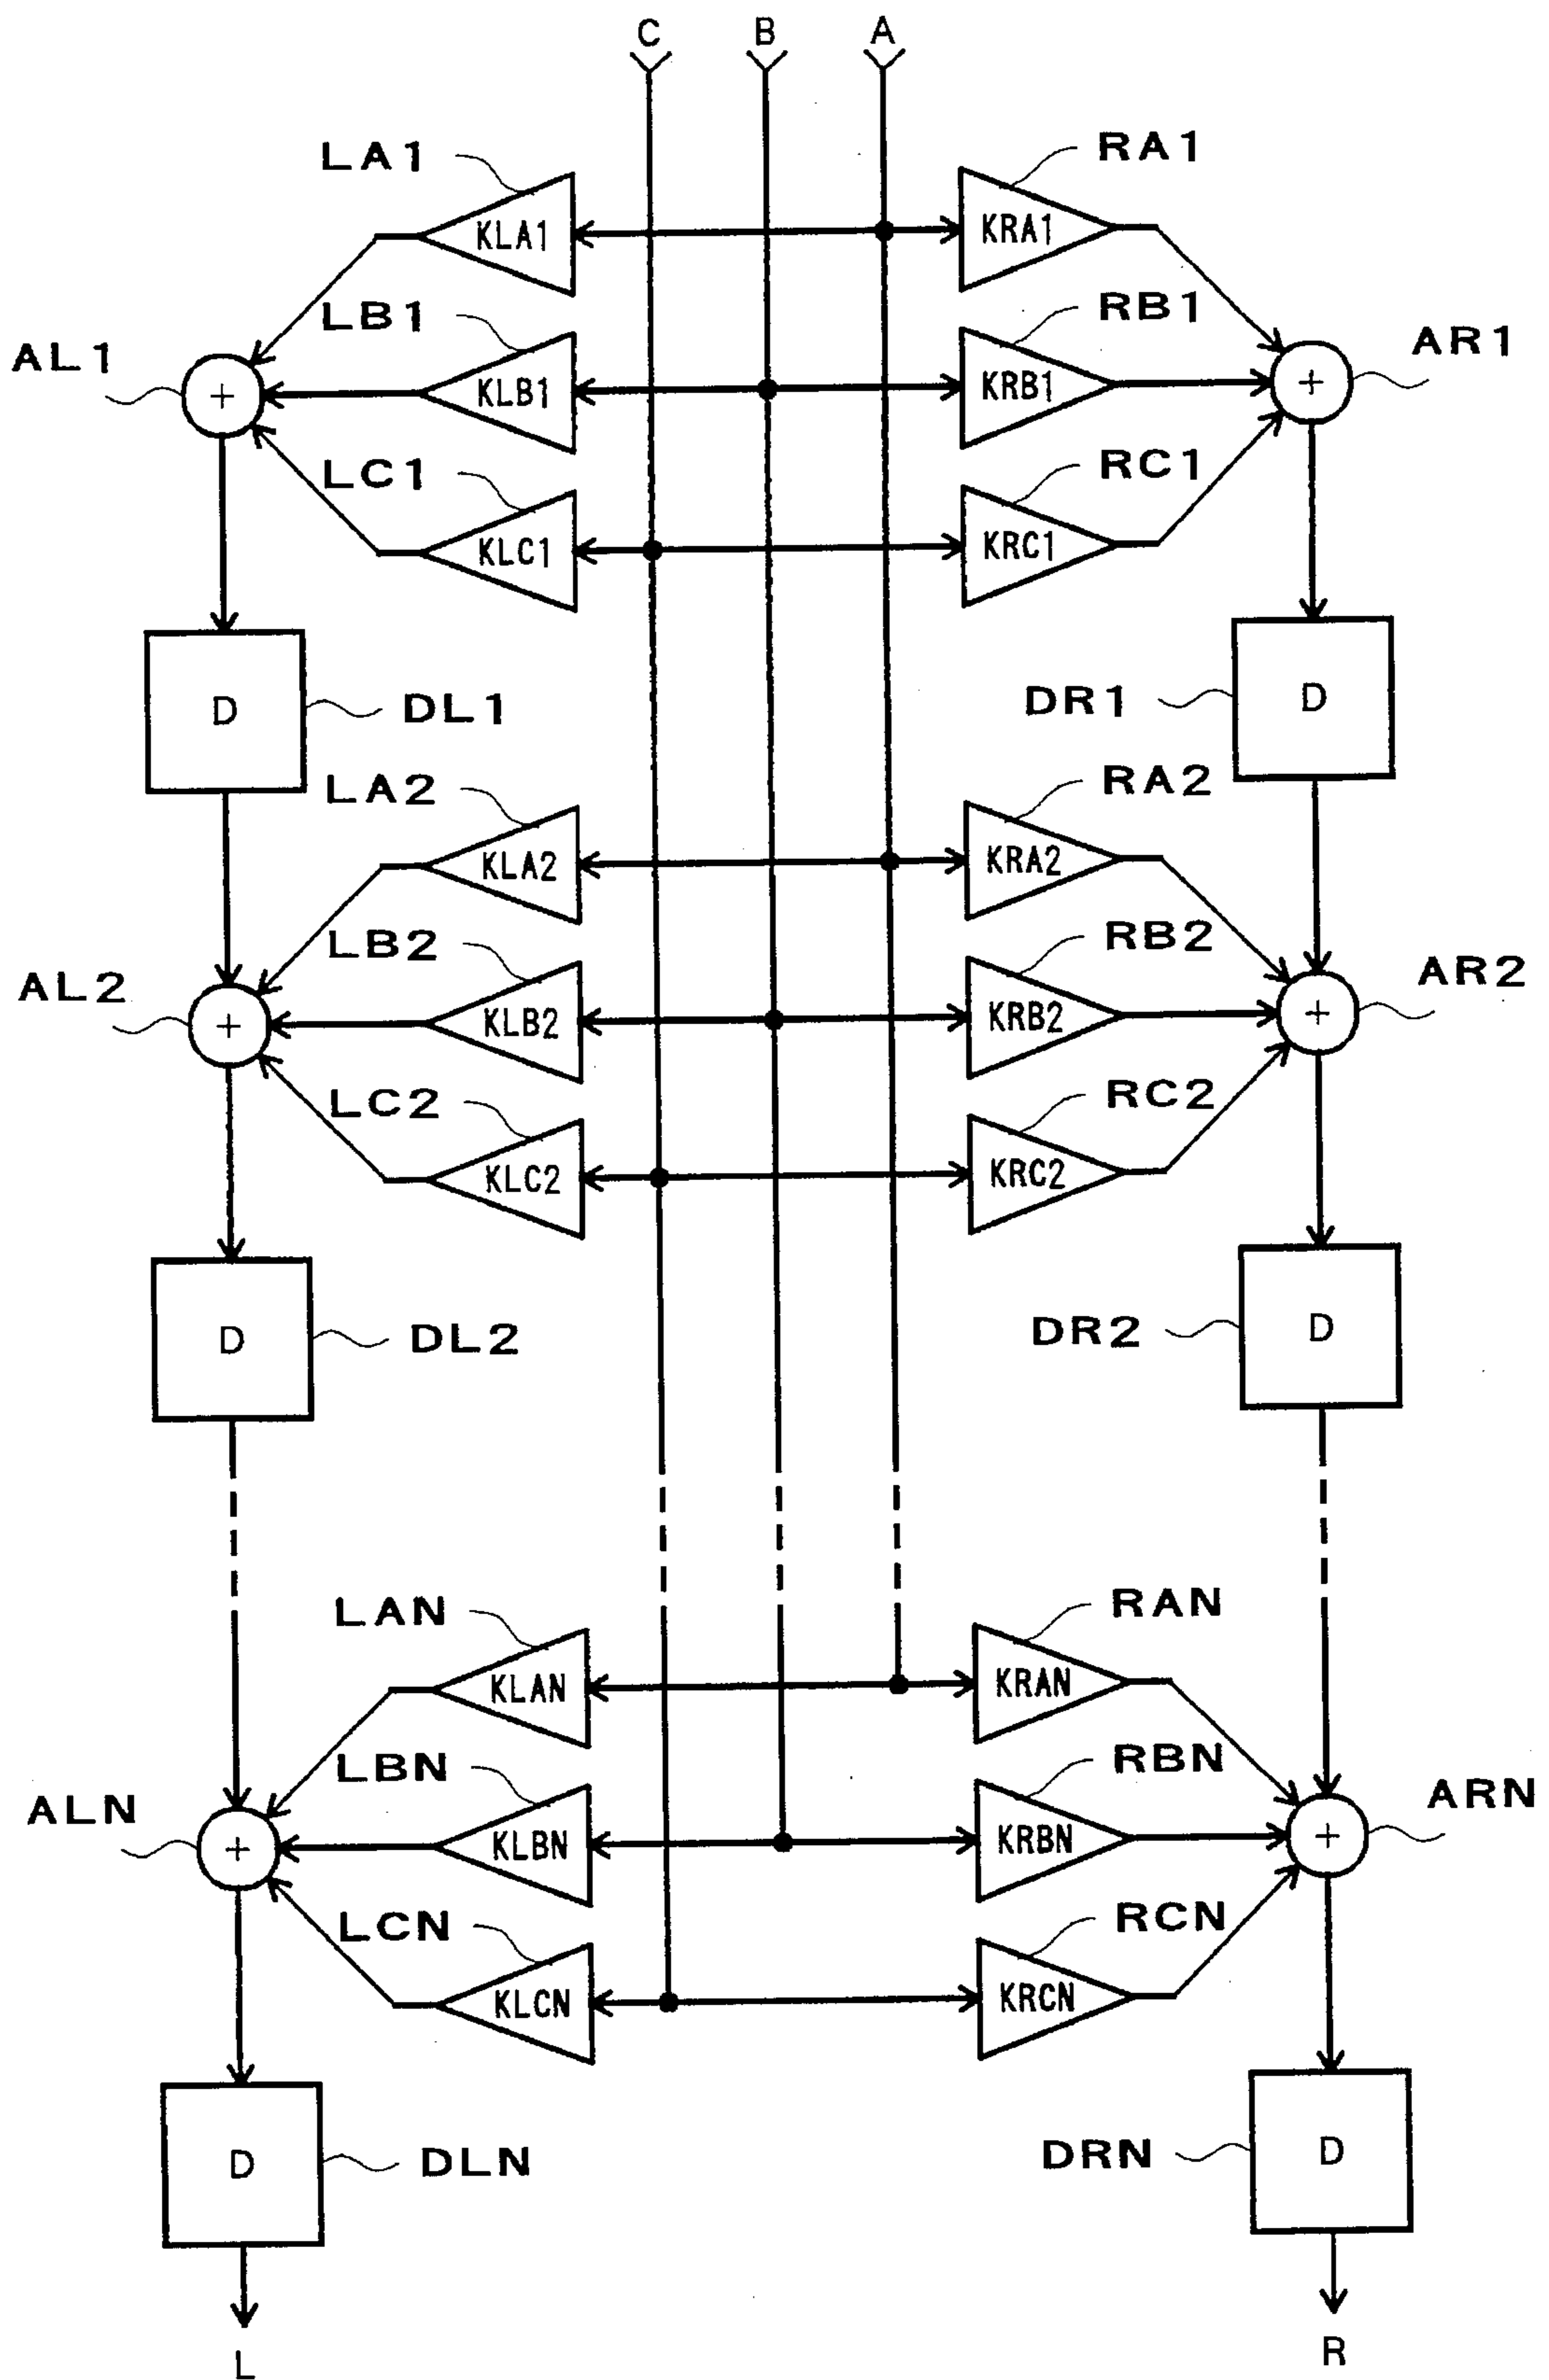 C B A
LA1 RA1
KLA1 KRA1
LB1 RB1
AL1 AR1
+ KLB1 KRB1 +
LC1 RC1
KLC1 KRC1
D DL1 DR1 D
LA2 RA2
KLA2 KRA2
LB2 RB2
AL2 AR2
+ KLB2 KRB2 +
LC2 RC2
KLC2 KRC2
D DL2 DR2 D
LAN RAN
KLAN KRAN
LBN RBN
ALN ARN
+ KLBN KRBN +
LCN RCN
KLCN KRCN
D DLN DRN D
L R